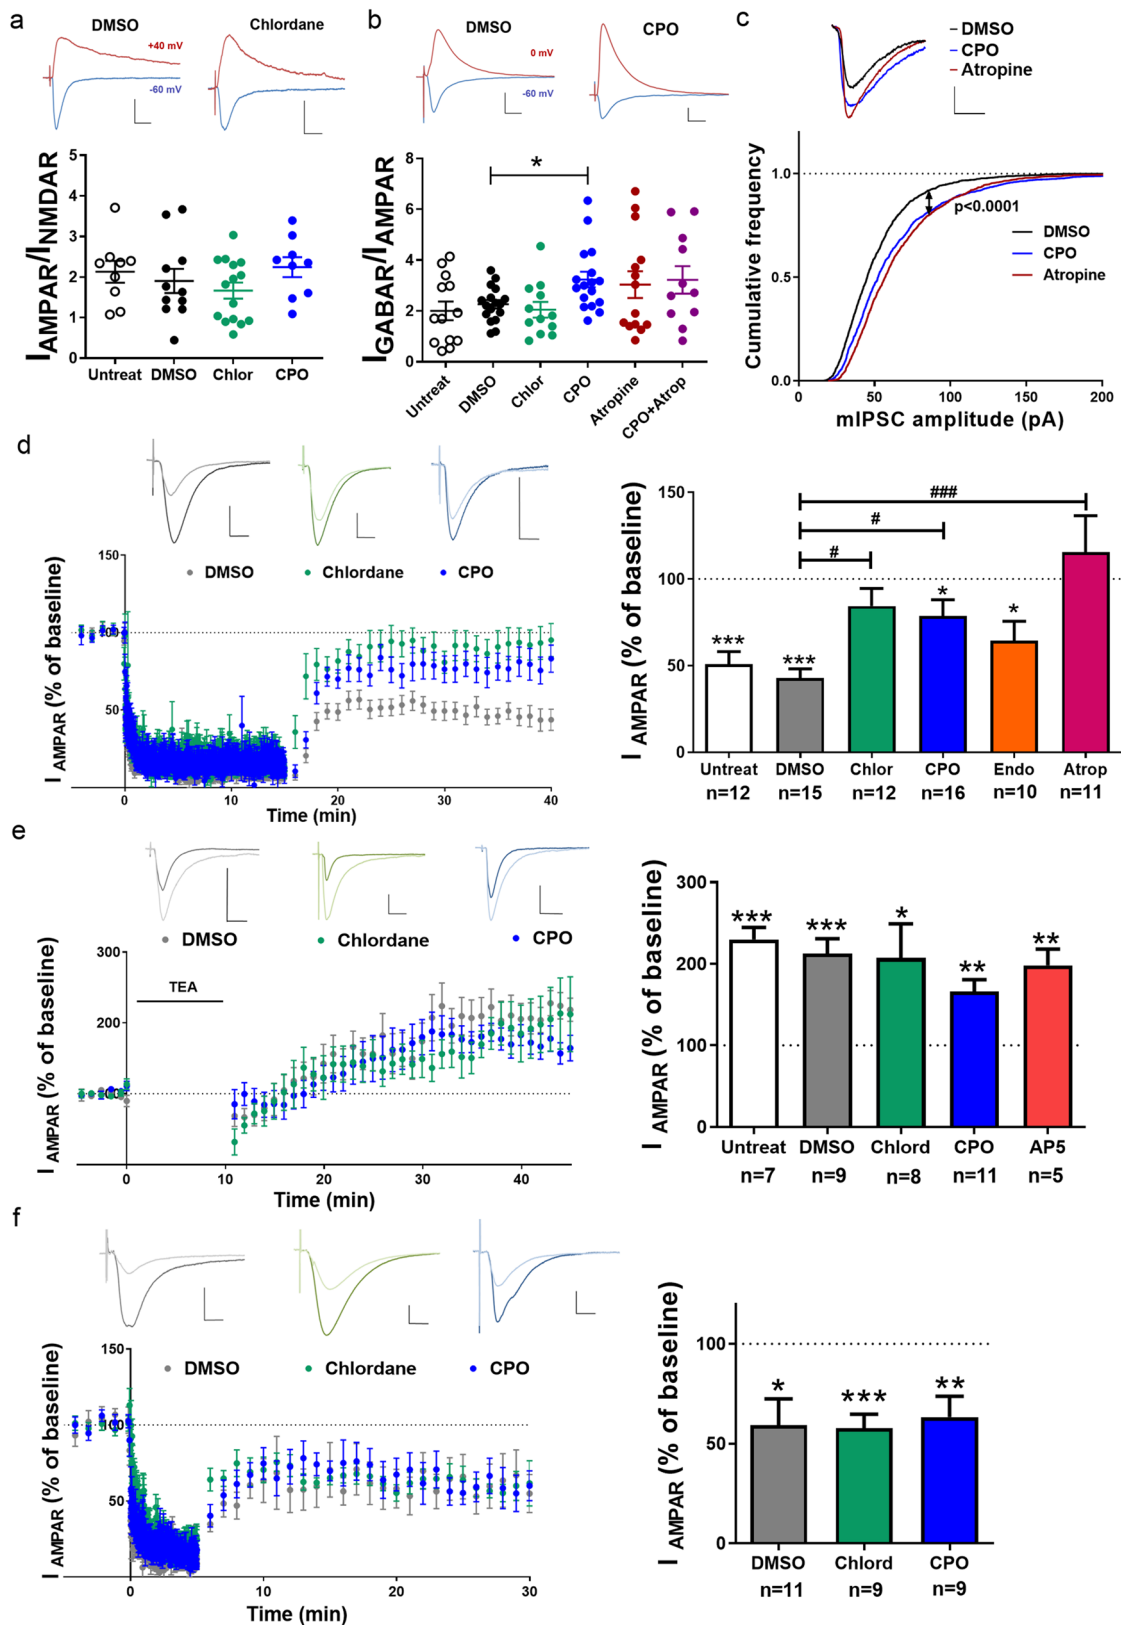 a
DMSO
Chlordane
+40 mV
-60 mV
IAMPAR/INMDAR
5
4
3
2
1
0
Untreat DMSO Chlor CPO
b
DMSO
CPO
0 mV
-60 mV
IGABAR/IAMPAR
8
6
4
2
0
*
Untreat DMSO Chlor CPO Atropine CPO+Atrop
c
DMSO
CPO
Atropine
Cumulative frequency
1.0
0.5
0.0
p<0.0001
DMSO
CPO
Atropine
0 50 100 150 200
mIPSC amplitude (pA)
d
DMSO Chlordane CPO
I AMPAR (% of baseline)
150
100
50
0 10 20 30 40
Time (min)
I AMPAR (% of baseline)
150
100
50
0
###
#
#
*** *** * *
Untreat DMSO Chlor CPO Endo Atrop
n=12 n=15 n=12 n=16 n=10 n=11
e
DMSO Chlordane CPO
I AMPAR (% of baseline)
300
200
100
TEA
0 10 20 30 40
Time (min)
I AMPAR (% of baseline)
300
200
100
0
*** *** * ** **
Untreat DMSO Chlord CPO AP5
n=7 n=9 n=8 n=11 n=5
f
DMSO Chlordane CPO
I AMPAR (% of baseline)
150
100
50
0 10 20 30
Time (min)
I AMPAR (% of baseline)
100
50
0
* *** **
DMSO Chlord CPO
n=11 n=9 n=9